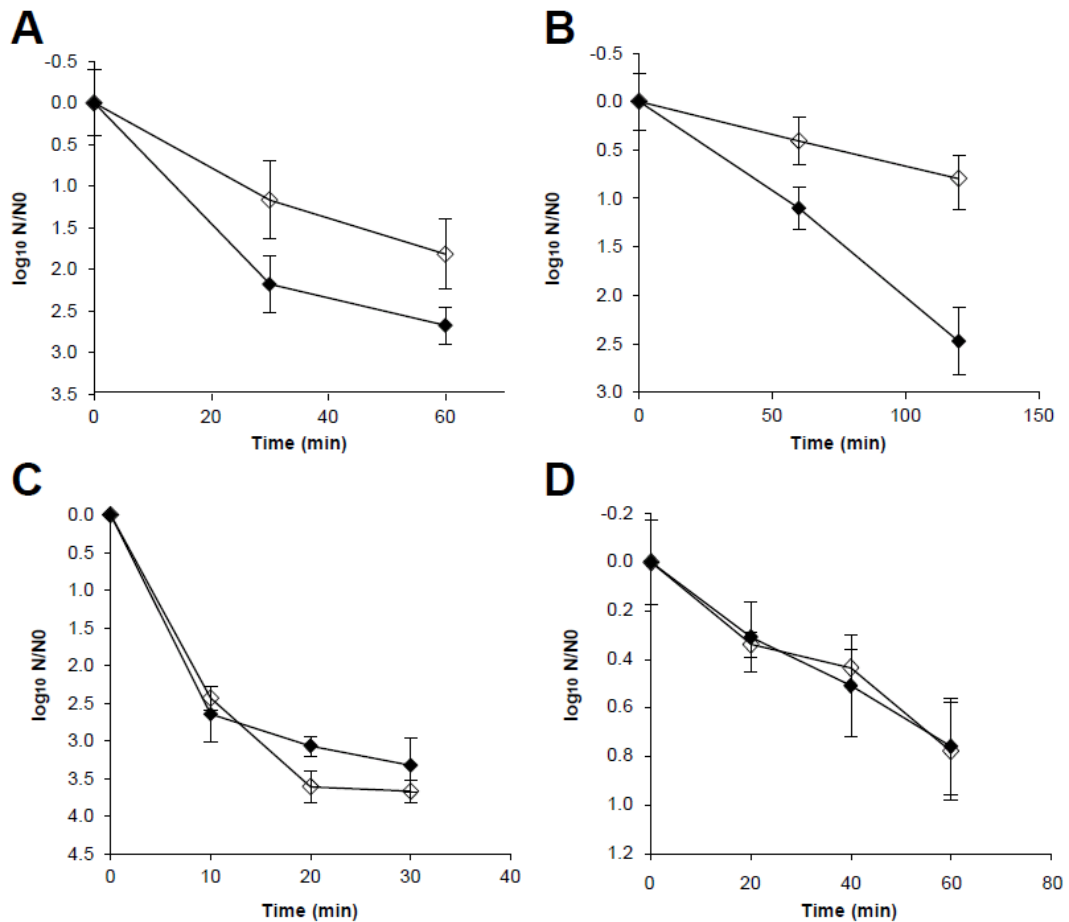 A
-0.5
0.0
0.5
1.0
1.5
2.0
2.5
3.0
3.5
log₁₀ N/N0
0 20 40 60
Time (min)
B
-0.5
0.0
0.5
1.0
1.5
2.0
2.5
3.0
log₁₀ N/N0
0 50 100 150
Time (min)
C
0.0
0.5
1.0
1.5
2.0
2.5
3.0
3.5
4.0
4.5
log₁₀ N/N0
0 10 20 30 40
Time (min)
D
-0.2
0.0
0.2
0.4
0.6
0.8
1.0
1.2
log₁₀ N/N0
0 20 40 60 80
Time (min)